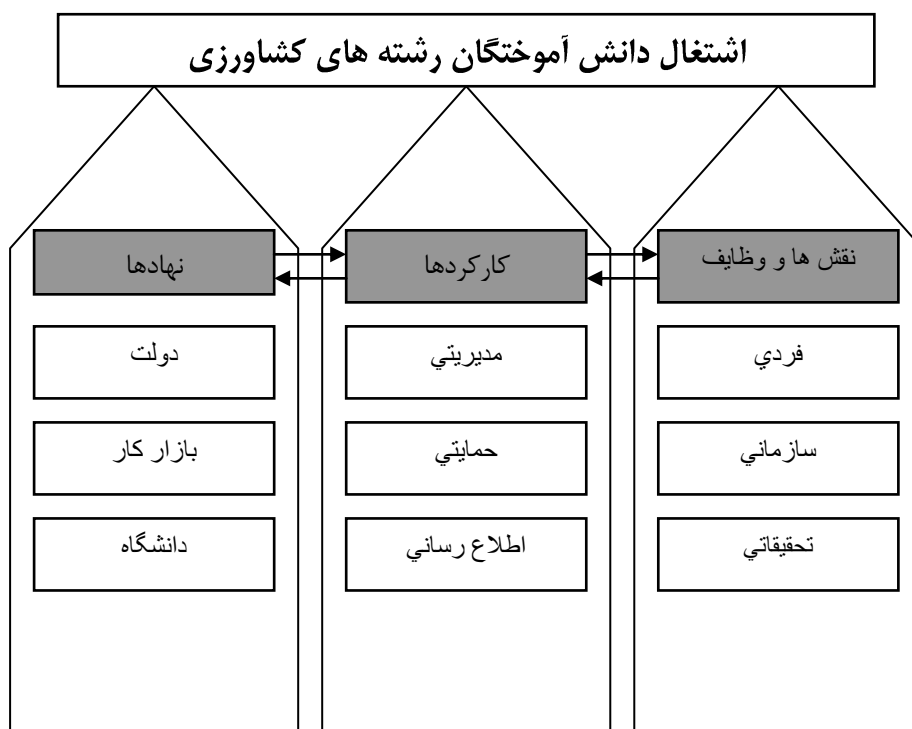 اشتغال دانش آموختگان رشته های کشاورزی
نقش ها و وظايف
کارکردها
نهادها
فردي
مديريتي
دولت
سازماني
حمايتي
بازار کار
تحقيقاتي
اطلاع رساني
دانشگاه